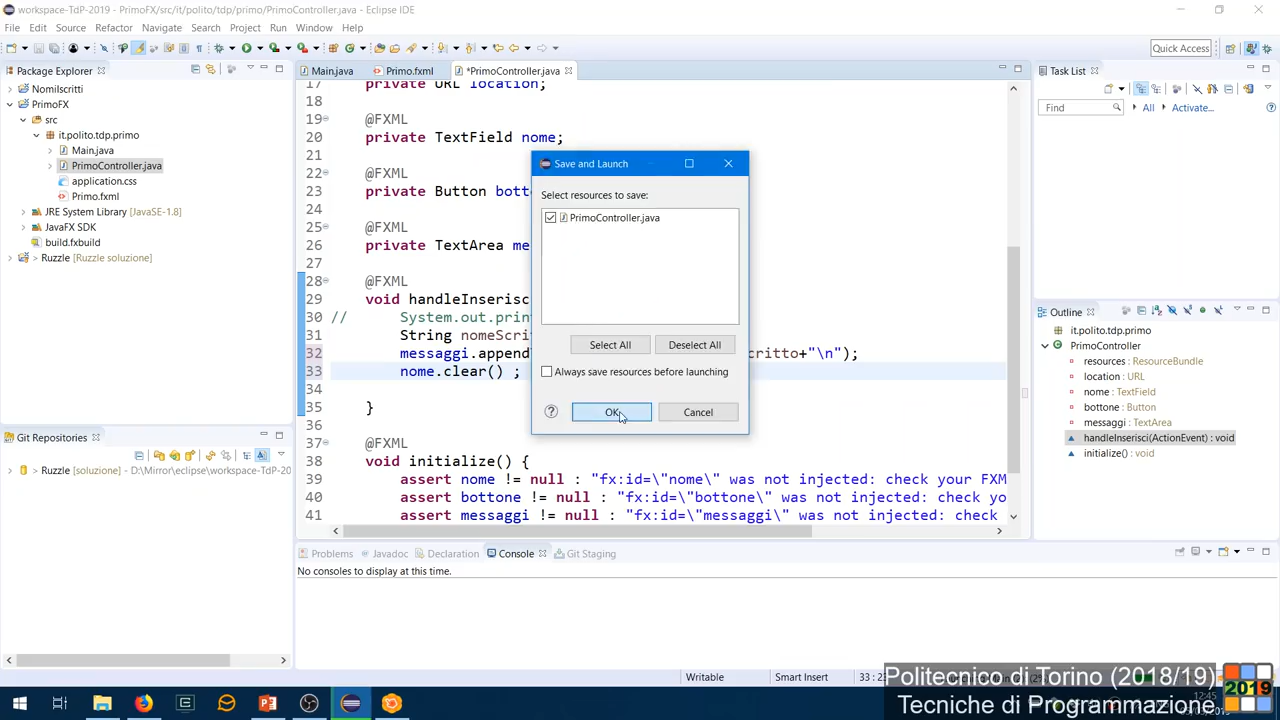 workspace-TdP-2019 - PrimoFX/src/it/polito/tdp/primo/PrimoController.java - Eclipse IDE
File Edit Source Refactor Navigate Search Project Run Window Help
Quick Access
Package Explorer
NomiIscritti
PrimoFX
src
it.polito.tdp.primo
Main.java
PrimoController.java
application.css
Primo.fxml
JRE System Library [JavaSE-1.8]
JavaFX SDK
build.fxbuild
Ruzzle [Ruzzle soluzione]
Git Repositories
Ruzzle [soluzione] - D:\Mirror\eclipse\workspace-TdP-20
Main.java Primo.fxml *PrimoController.java
17 private URL location;
18
19 @FXML
20 private TextField nome;
21
22 @FXML
23 private Button bott
24
25 @FXML
26 private TextArea me
27
28 @FXML
29 void handleInserisc
30 // System.out.prin
31 String nomeScri
32 messaggi.append critto+"\n");
33 nome.clear() ;
34
35 }
36
37 @FXML
38 void initialize() {
39 assert nome != null : "fx:id=\"nome\" was not injected: check your FXM
40 assert bottone != null : "fx:id=\"bottone\" was not injected: check yo
41 assert messaggi != null : "fx:id=\"messaggi\" was not injected: check
Save and Launch
Select resources to save:
PrimoController.java
Select All Deselect All
Always save resources before launching
OK Cancel
Task List
Find All Activate...
Outline
it.polito.tdp.primo
PrimoController
resources : ResourceBundle
location : URL
nome : TextField
bottone : Button
messaggi : TextArea
handleInserisci(ActionEvent) : void
initialize() : void
Problems Javadoc Declaration Console Git Staging
No consoles to display at this time.
Writable Smart Insert 33 : 2
Politecnico di Torino (2018/19)
Tecniche di Programmazione
2019
12:45